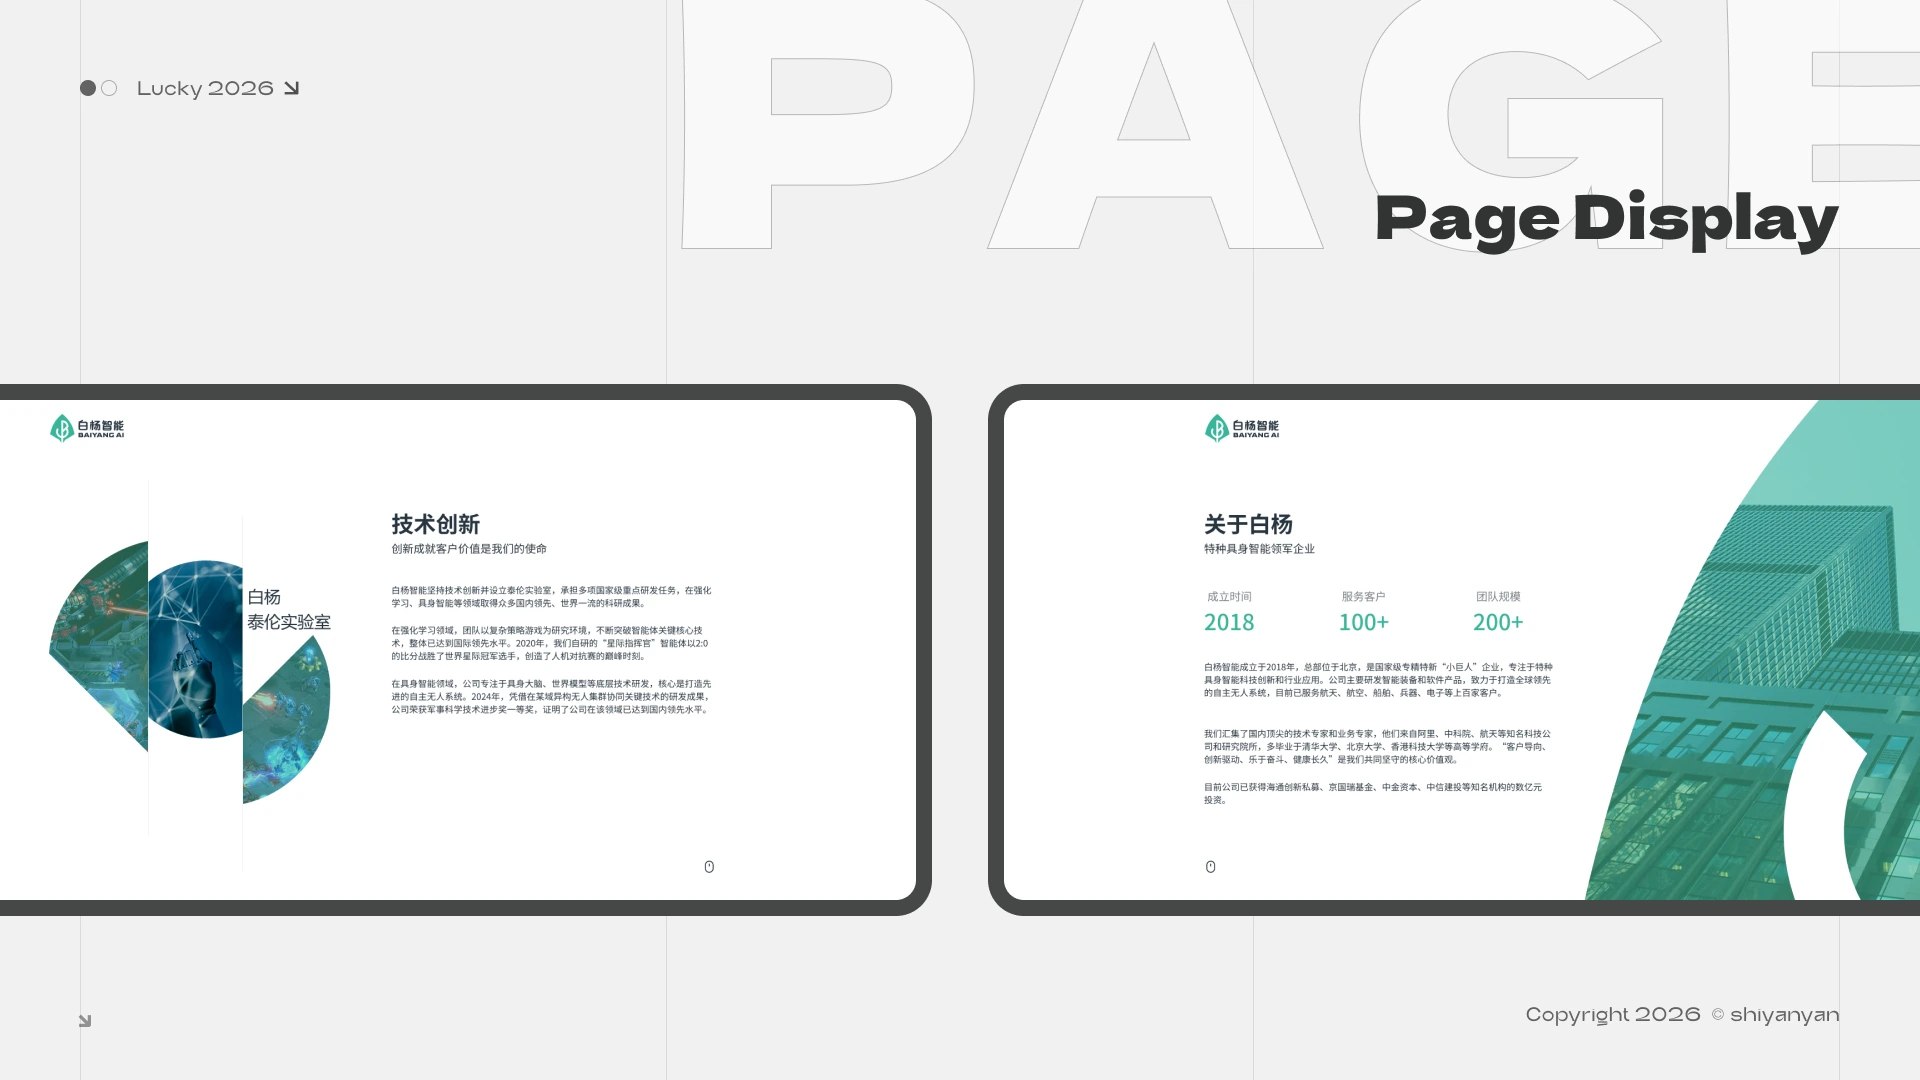 PAGE
Lucky 2026
Page Display
白杨智能
BAIYANG AI
白杨
泰伦实验室
技术创新
创新成就客户价值是我们的使命
白杨智能坚持技术创新并设立泰伦实验室，承担多项国家级重点研发任务，在强化
学习、具身智能等领域取得众多国内领先、世界一流的科研成果。
在强化学习领域，团队以复杂策略游戏为研究环境，不断突破智能体关键核心技
术，整体已达到国际领先水平。2020年，我们自研的“星际指挥官”智能体以2:0
的比分战胜了世界星际冠军选手，创造了人机对抗赛的巅峰时刻。
在具身智能领域，公司专注于具身大脑、世界模型等底层技术研发，核心是打造先
进的自主无人系统。2024年，凭借在某域异构无人集群协同关键技术的研发成果，
公司荣获军事科学技术进步奖一等奖，证明了公司在该领域已达到国内领先水平。
白杨智能
BAIYANG AI
关于白杨
特种具身智能领军企业
成立时间 服务客户 团队规模
2018 100+ 200+
白杨智能成立于2018年，总部位于北京，是国家级专精特新“小巨人”企业，专注于特种
具身智能科技创新和行业应用。公司主要研发智能装备和软件产品，致力于打造全球领先
的自主无人系统，目前已服务航天、航空、船舶、兵器、电子等上百家客户。
我们汇集了国内顶尖的技术专家和业务专家，他们来自阿里、中科院、航天等知名科技公
司和研究院所，多毕业于清华大学、北京大学、香港科技大学等高等学府。“客户导向、
创新驱动、乐于奋斗、健康长久”是我们共同坚守的核心价值观。
目前公司已获得海通创新私募、京国瑞基金、中金资本、中信建投等知名机构的数亿元
投资。
Copyright 2026 © shiyanyan